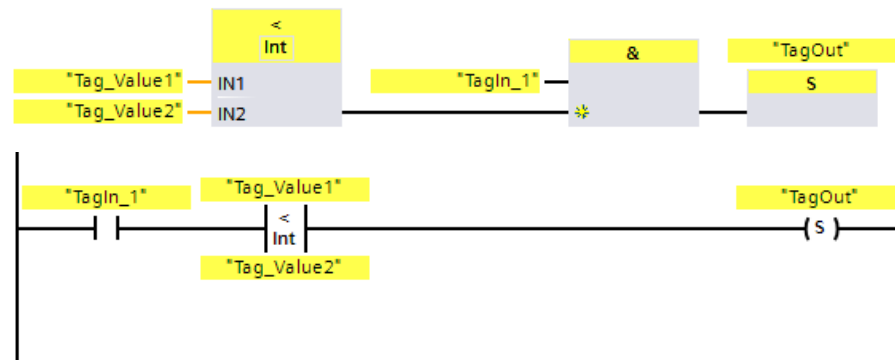 <
Int
"Tag_Value1" IN1
"Tag_Value2" IN2
"TagIn_1"
&
"TagOut"
S
"TagIn_1"
"Tag_Value1"
<
Int
"Tag_Value2"
"TagOut"
( S )